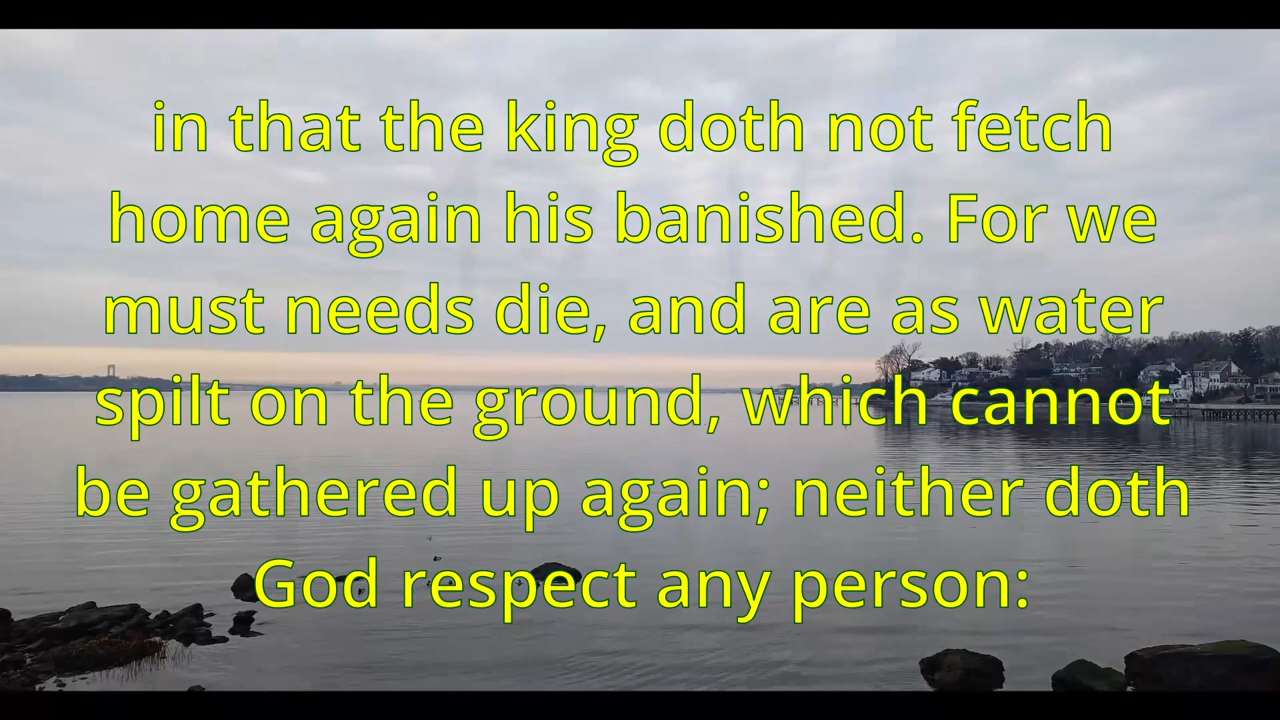 in that the king doth not fetch
home again his banished. For we
must needs die, and are as water
spilt on the ground, which cannot
be gathered up again; neither doth
God respect any person: